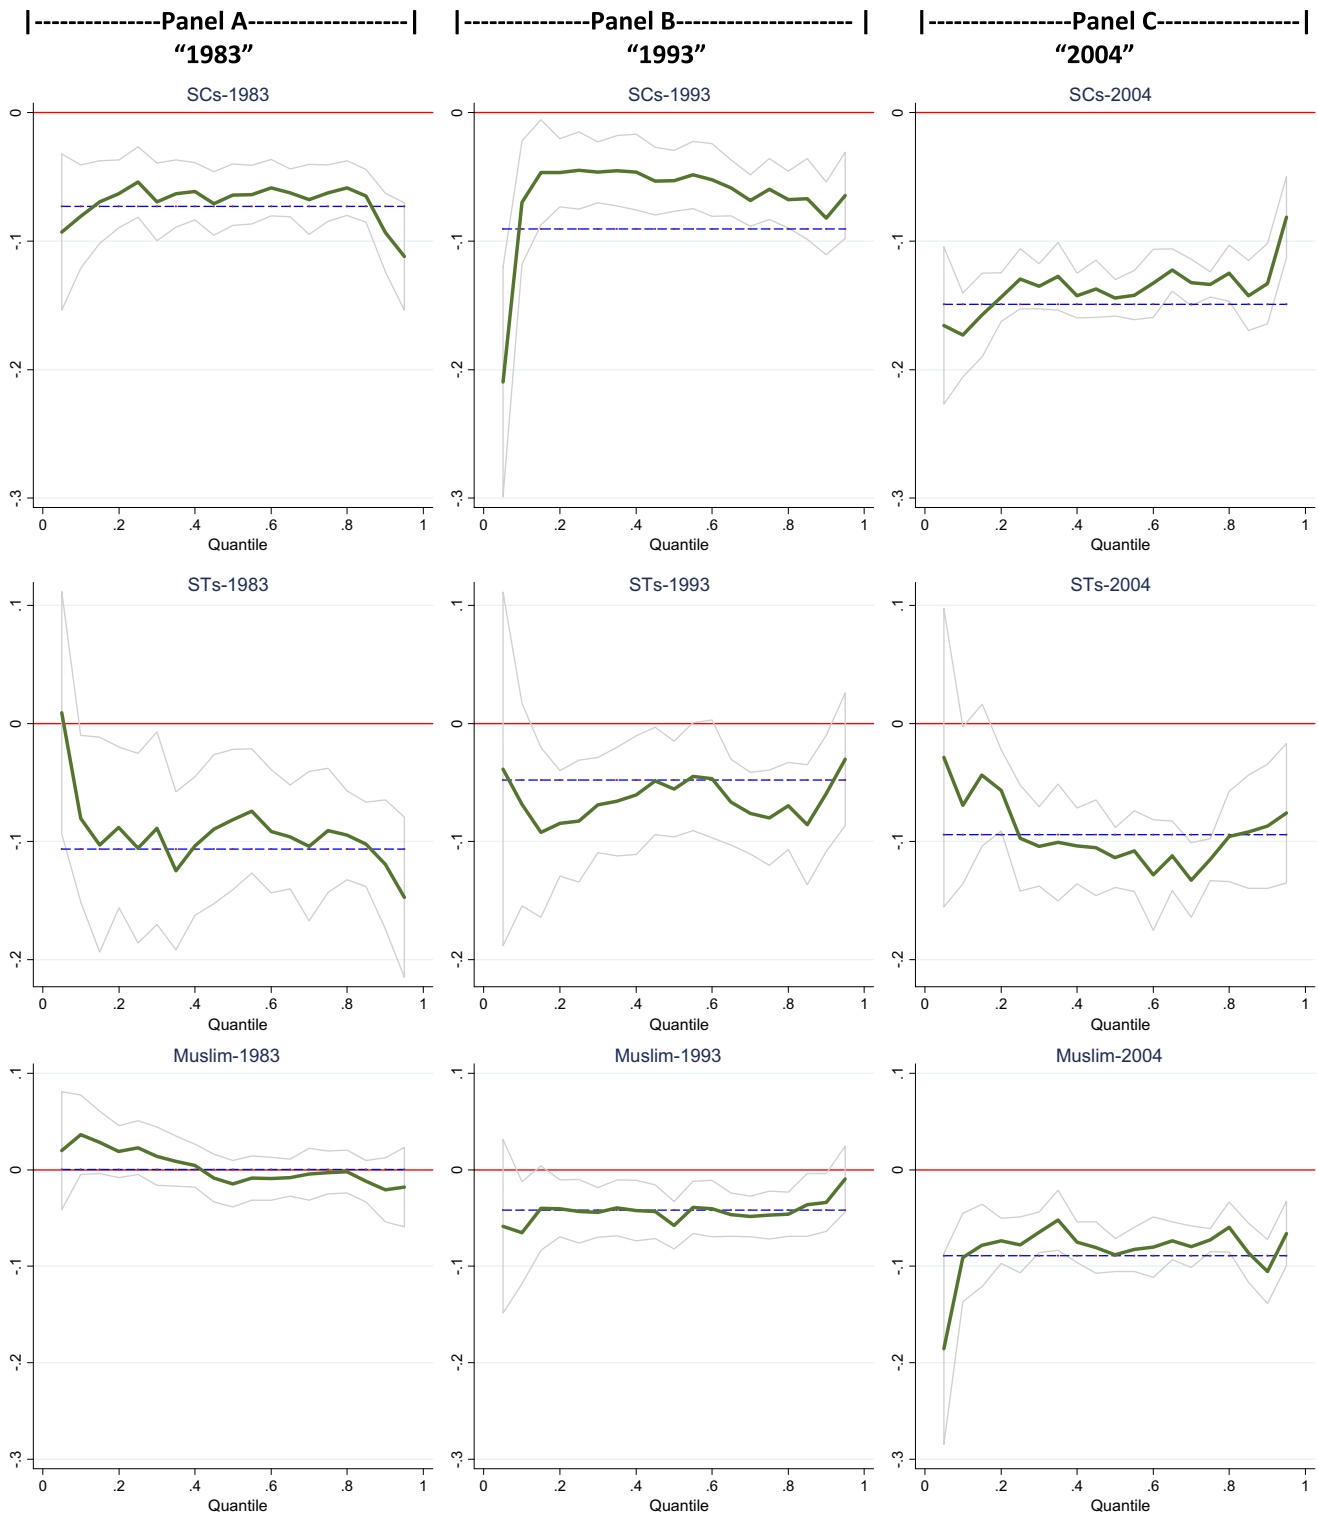 |---------------Panel A-------------------| |---------------Panel B--------------------- | |-----------------Panel C-----------------|
“1983” “1993” “2004”
SCs-1983 SCs-1993 SCs-2004
0 0 0
-.1 -.1 -.1
-.2 -.2 -.2
-.3 -.3 -.3
0 .2 .4 .6 .8 1 0 .2 .4 .6 .8 1 0 .2 .4 .6 .8 1
Quantile Quantile Quantile
STs-1983 STs-1993 STs-2004
.1 .1 .1
0 0 0
-.1 -.1 -.1
-.2 -.2 -.2
0 .2 .4 .6 .8 1 0 .2 .4 .6 .8 1 0 .2 .4 .6 .8 1
Quantile Quantile Quantile
Muslim-1983 Muslim-1993 Muslim-2004
.1 .1 .1
0 0 0
-.1 -.1 -.1
-.2 -.2 -.2
-.3 -.3 -.3
0 .2 .4 .6 .8 1 0 .2 .4 .6 .8 1 0 .2 .4 .6 .8 1
Quantile Quantile Quantile